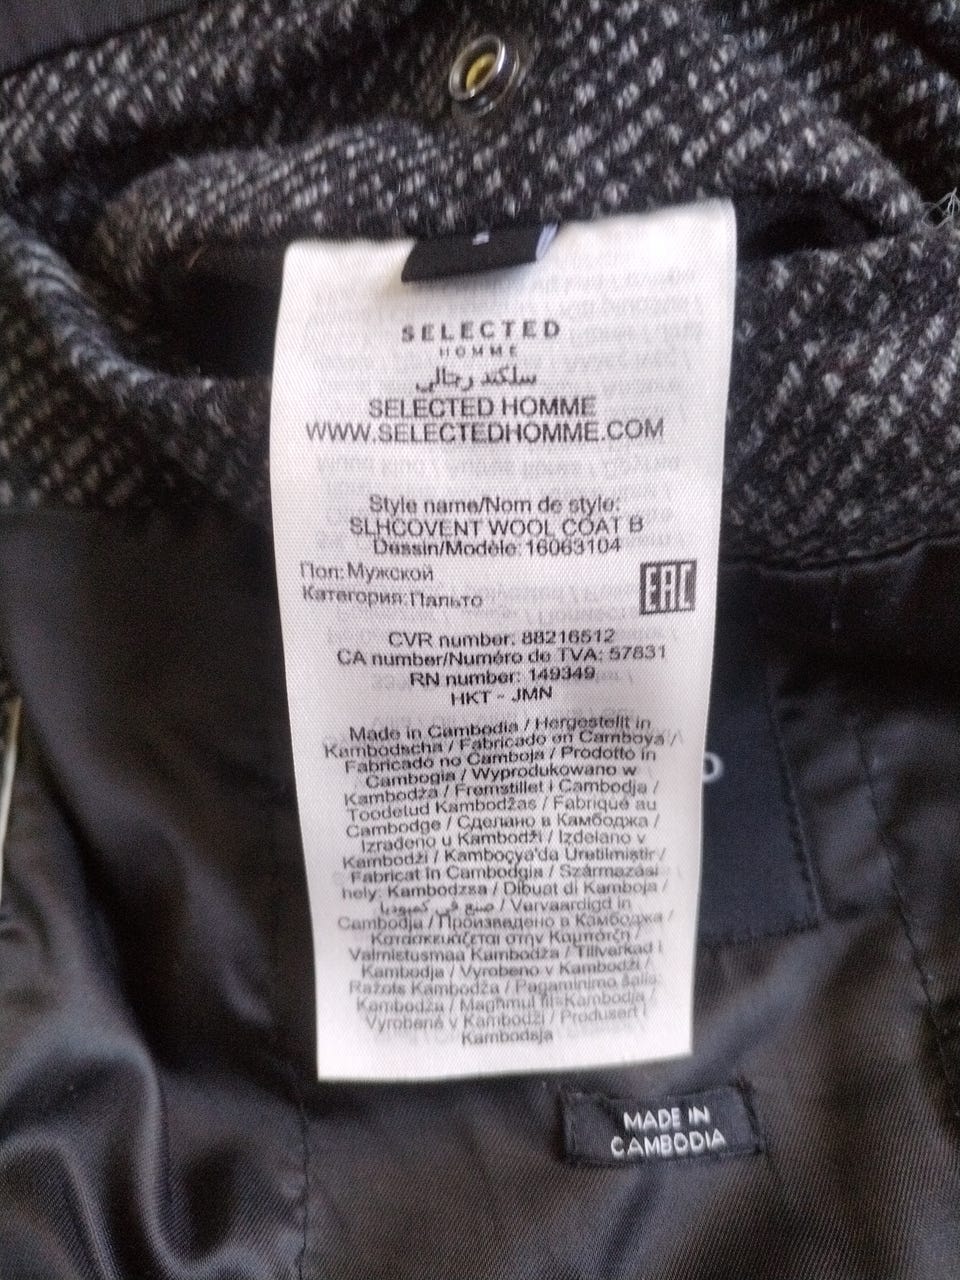 SELECTED
HOMME
سلكتد رجالي
SELECTED HOMME
WWW.SELECTEDHOMME.COM
Style name/Nom de style:
SLHCOVENT WOOL COAT B
Dessin/Modèle: 16063104
Пол: Мужской
Категория: Пальто
EAC
CVR number: 88216512
CA number/Numéro de TVA: 57831
RN number: 149349
HKT - JMN
Made in Cambodia / Hergestellt in
Kambodscha / Fabricado en Camboya /
Fabricado no Camboja / Prodotto in
Cambogia / Wyprodukowano w
Kambodża / Fremstillet i Cambodja /
Toodetud Kambodžas / Fabriqué au
Cambodge / Сделано в Камбоджа /
Izrađeno u Kambodži / Izdelano v
Kambodži / Kamboçya'da Üretilmiştir /
Fabricat în Cambodgia / Származási
hely: Kambodzsa / Dibuat di Kamboja /
صنع في كمبوديا / Vervaardigd in
Cambodja / Произведено в Камбоджа /
Κατασκευάζεται στην Καμπότζη /
Valmistusmaa Kambodža / Tillverkad i
Kambodja / Vyrobeno v Kambodži /
Ražots Kambodža / Pagaminimo šalis:
Kambodža / Magħmul fil-Kambodja /
Vyrobené v Kambodži / Produsert i
Kambodsja
MADE IN
CAMBODIA